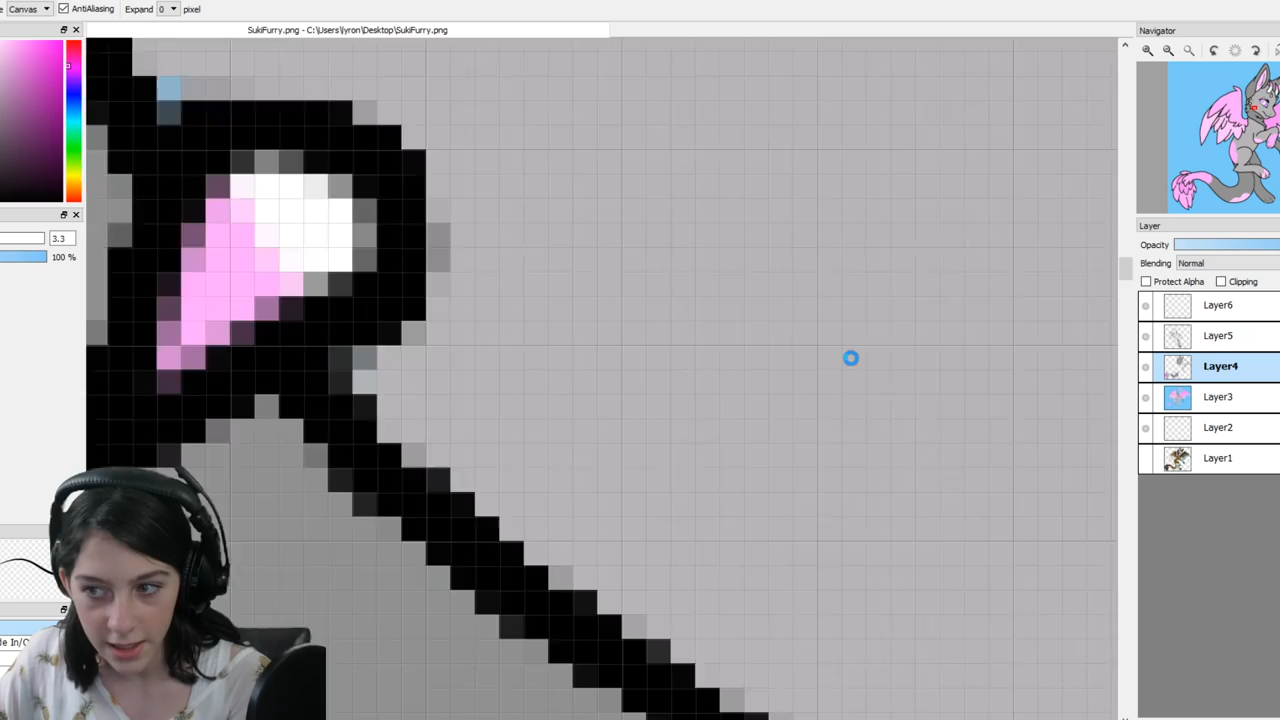 Canvas AntiAliasing Expand 0 pixel
SukiFurry.png - C:\Users\lyron\Desktop\SukiFurry.png
Navigator
3.3
100 %
Layer
Opacity
Blending Normal
Protect Alpha Clipping
Layer6
Layer5
Layer4
Layer3
Layer2
Layer1